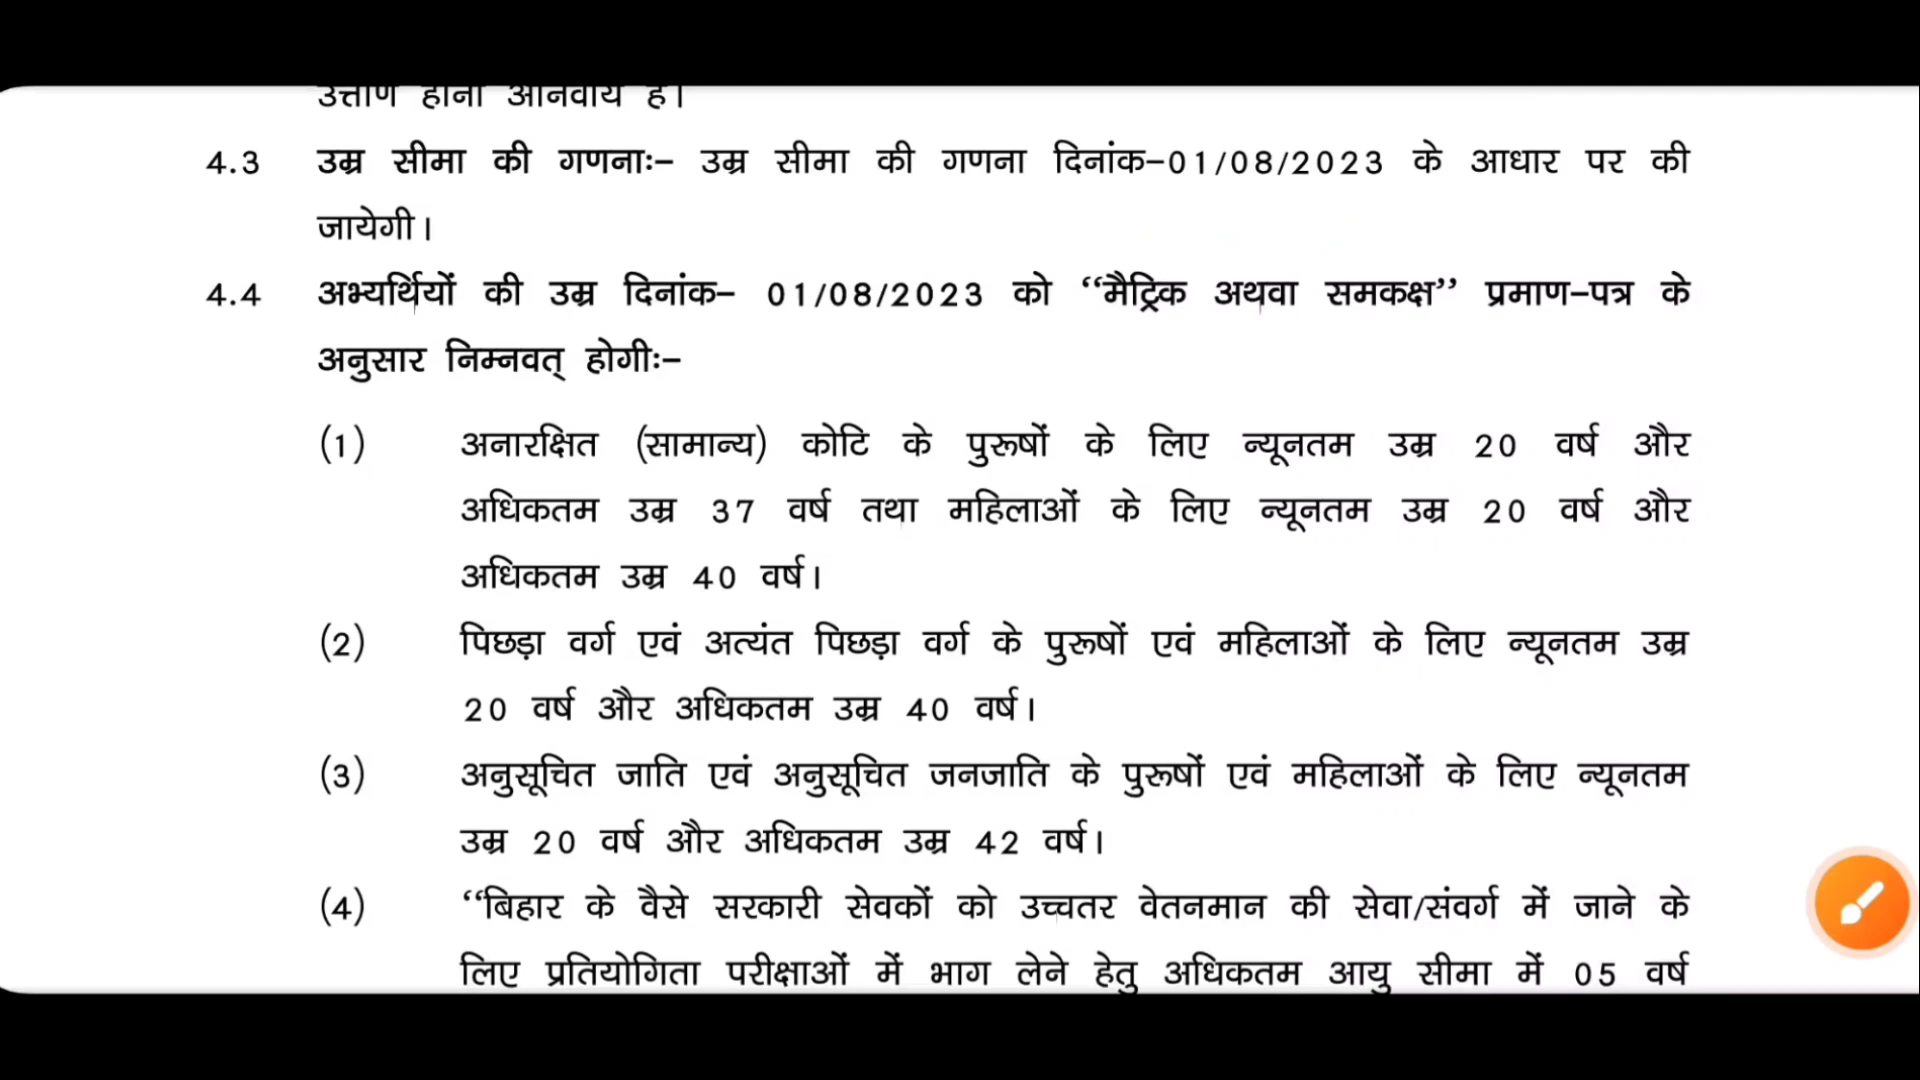 उत्तीर्ण होना अनिवार्य है।
4.3 उम्र सीमा की गणनाः– उम्र सीमा की गणना दिनांक–01/08/2023 के आधार पर की
जायेगी।
4.4 अभ्यर्थियों की उम्र दिनांक– 01/08/2023 को “मैट्रिक अथवा समकक्ष” प्रमाण–पत्र के
अनुसार निम्नवत् होगीः–
(1) अनारक्षित (सामान्य) कोटि के पुरूषों के लिए न्यूनतम उम्र 20 वर्ष और
अधिकतम उम्र 37 वर्ष तथा महिलाओं के लिए न्यूनतम उम्र 20 वर्ष और
अधिकतम उम्र 40 वर्ष।
(2) पिछड़ा वर्ग एवं अत्यंत पिछड़ा वर्ग के पुरूषों एवं महिलाओं के लिए न्यूनतम उम्र
20 वर्ष और अधिकतम उम्र 40 वर्ष।
(3) अनुसूचित जाति एवं अनुसूचित जनजाति के पुरूषों एवं महिलाओं के लिए न्यूनतम
उम्र 20 वर्ष और अधिकतम उम्र 42 वर्ष।
(4) “बिहार के वैसे सरकारी सेवकों को उच्चतर वेतनमान की सेवा/संवर्ग में जाने के
लिए प्रतियोगिता परीक्षाओं में भाग लेने हेतु अधिकतम आयु सीमा में 05 वर्ष